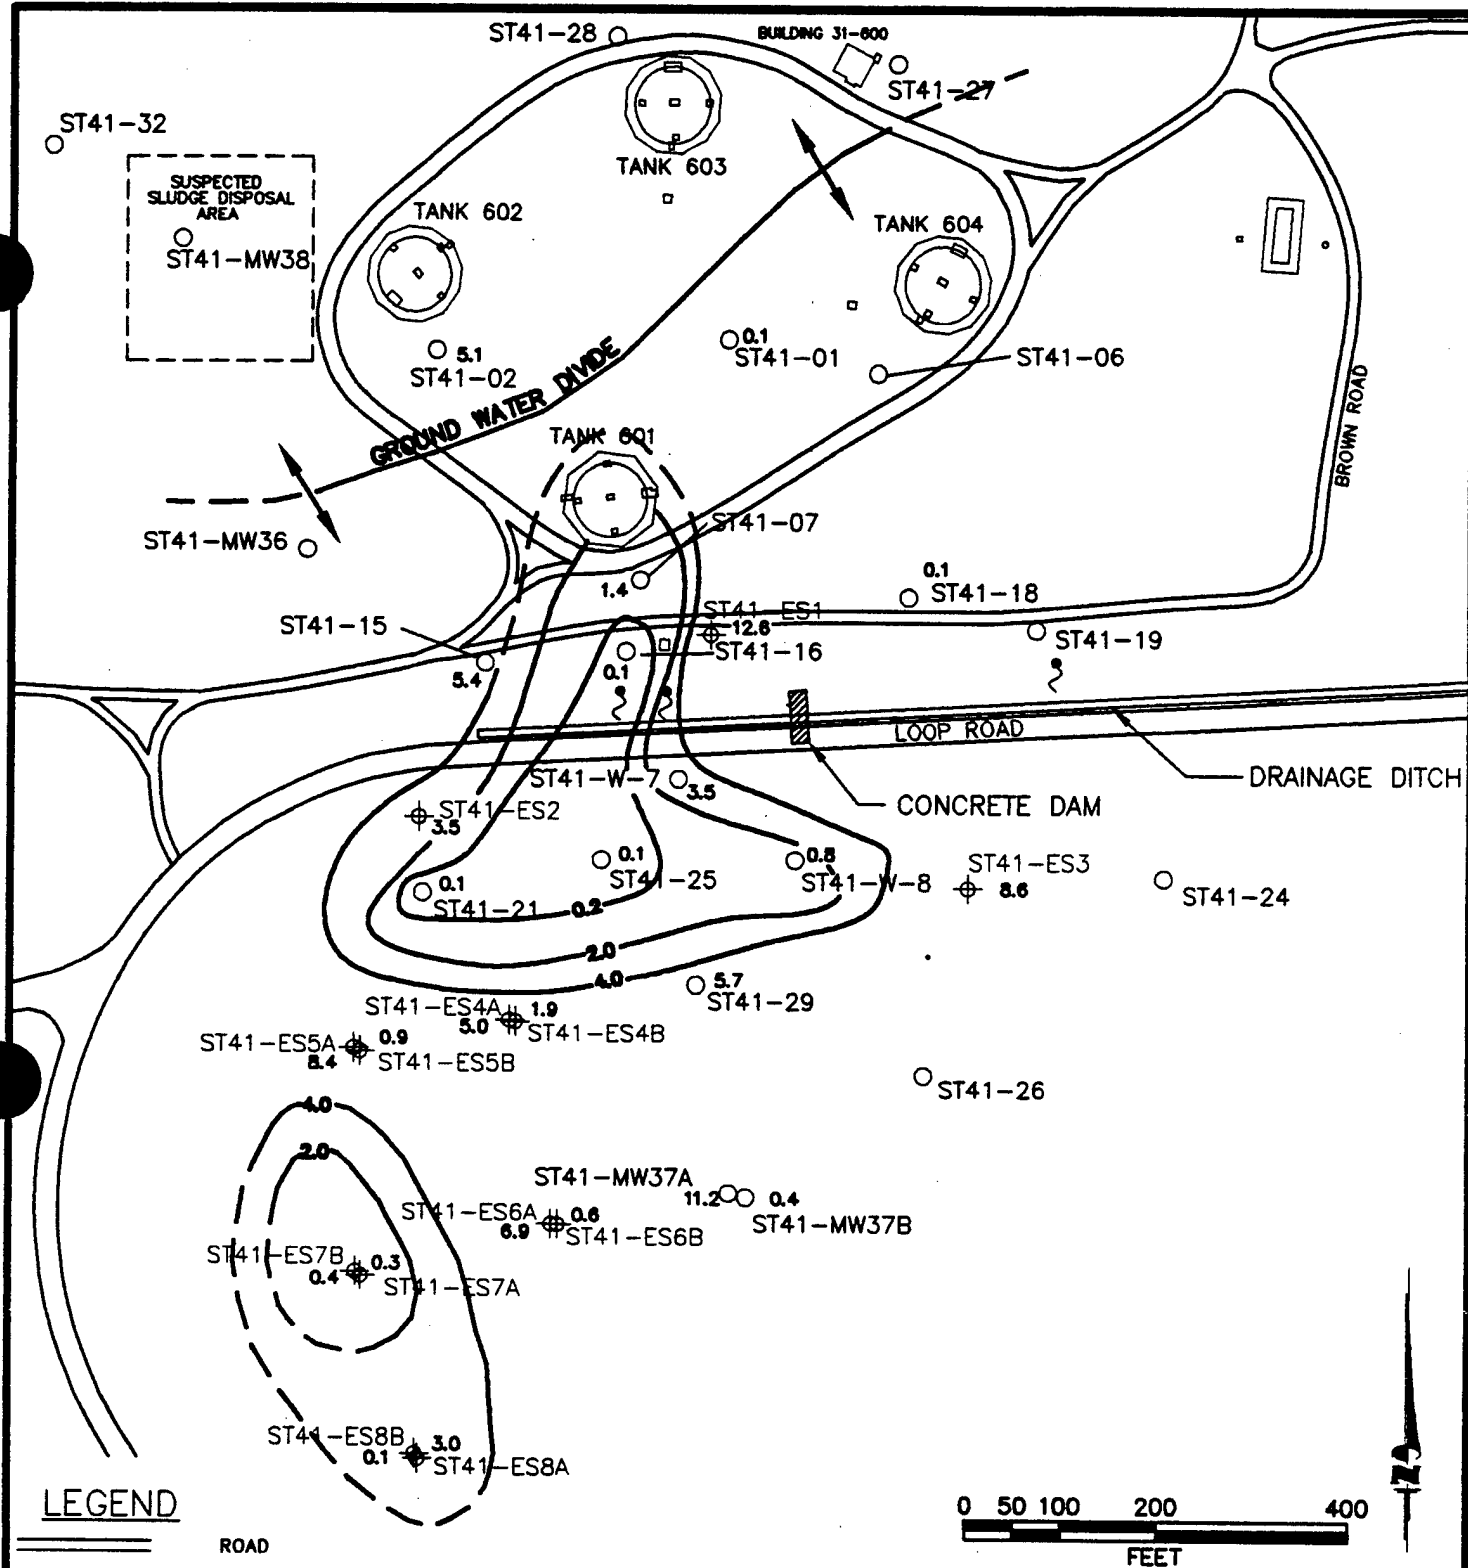 ST41-28
BUILDING 31-600
ST41-27
ST41-32
TANK 603
SUSPECTED
SLUDGE DISPOSAL
AREA
TANK 602
TANK 604
ST41-MW38
0.1
ST41-01
5.1
ST41-02
ST41-06
GROUND WATER DIVIDE
BROWN ROAD
TANK 601
ST41-07
ST41-MW36
1.4
0.1
ST41-18
ST41-ES1
12.6
ST41-15
ST41-16
ST41-19
5.4
0.1
LOOP ROAD
ST41-W-7
3.5
DRAINAGE DITCH
CONCRETE DAM
ST41-ES2
3.5
0.1
ST41-25
0.8
ST41-W-8
ST41-ES3
8.6
ST41-24
0.1
ST41-21
0.2
2.0
4.0
5.7
ST41-29
ST41-ES4A
1.9
5.0
ST41-ES4B
ST41-ES5A
0.9
8.4
ST41-ES5B
ST41-26
4.0
2.0
ST41-MW37A
11.2
0.4
ST41-MW37B
ST41-ES6A
0.6
6.9
ST41-ES6B
ST41-ES7B
0.3
0.4
ST41-ES7A
ST41-ES8B
3.0
0.1
ST41-ES8A
N
LEGEND
ROAD
0 50 100 200 400
FEET